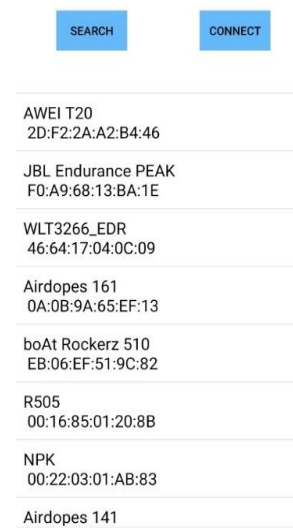 SEARCH CONNECT
AWEI T20
2D:F2:2A:A2:B4:46
JBL Endurance PEAK
F0:A9:68:13:BA:1E
WLT3266_EDR
46:64:17:04:0C:09
Airdopes 161
0A:0B:9A:65:EF:13
boAt Rockerz 510
EB:06:EF:51:9C:82
R505
00:16:85:01:20:8B
NPK
00:22:03:01:AB:83
Airdopes 141